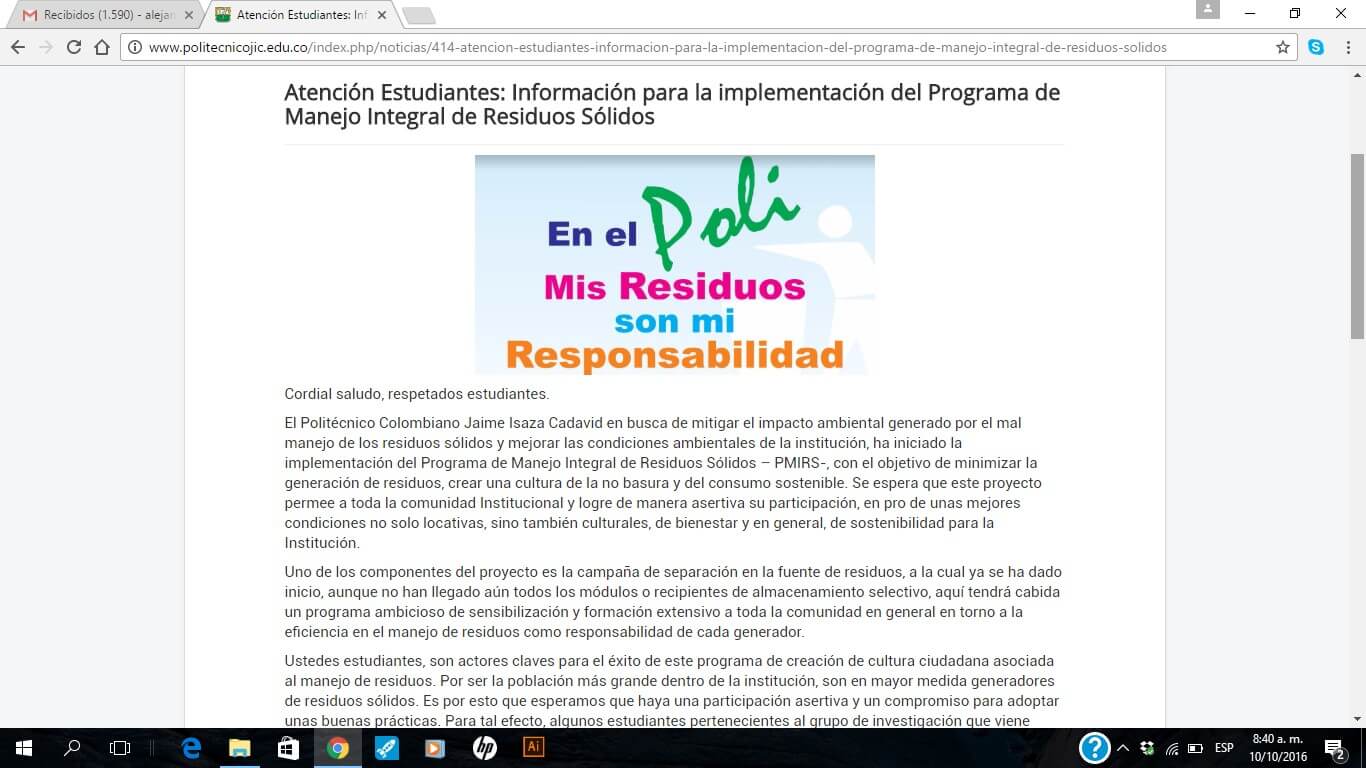 Recibidos (1.590) - alejan
Atención Estudiantes: Inf
www.politecnicojic.edu.co/index.php/noticias/414-atencion-estudiantes-informacion-para-la-implementacion-del-programa-de-manejo-integral-de-residuos-solidos
Atención Estudiantes: Información para la implementación del Programa de
Manejo Integral de Residuos Sólidos
En el Poli
Mis Residuos
son mi
Responsabilidad
Cordial saludo, respetados estudiantes.
El Politécnico Colombiano Jaime Isaza Cadavid en busca de mitigar el impacto ambiental generado por el mal
manejo de los residuos sólidos y mejorar las condiciones ambientales de la institución, ha iniciado la
implementación del Programa de Manejo Integral de Residuos Sólidos – PMIRS-, con el objetivo de minimizar la
generación de residuos, crear una cultura de la no basura y del consumo sostenible. Se espera que este proyecto
permee a toda la comunidad Institucional y logre de manera asertiva su participación, en pro de unas mejores
condiciones no solo locativas, sino también culturales, de bienestar y en general, de sostenibilidad para la
Institución.
Uno de los componentes del proyecto es la campaña de separación en la fuente de residuos, a la cual ya se ha dado
inicio, aunque no han llegado aún todos los módulos o recipientes de almacenamiento selectivo, aquí tendrá cabida
un programa ambicioso de sensibilización y formación extensivo a toda la comunidad en general en torno a la
eficiencia en el manejo de residuos como responsabilidad de cada generador.
Ustedes estudiantes, son actores claves para el éxito de este programa de creación de cultura ciudadana asociada
al manejo de residuos. Por ser la población más grande dentro de la institución, son en mayor medida generadores
de residuos sólidos. Es por esto que esperamos que haya una participación asertiva y un compromiso para adoptar
unas buenas prácticas. Para tal efecto, algunos estudiantes pertenecientes al grupo de investigación que viene
hp
Ai
?
ESP
8:40 a. m.
10/10/2016
2